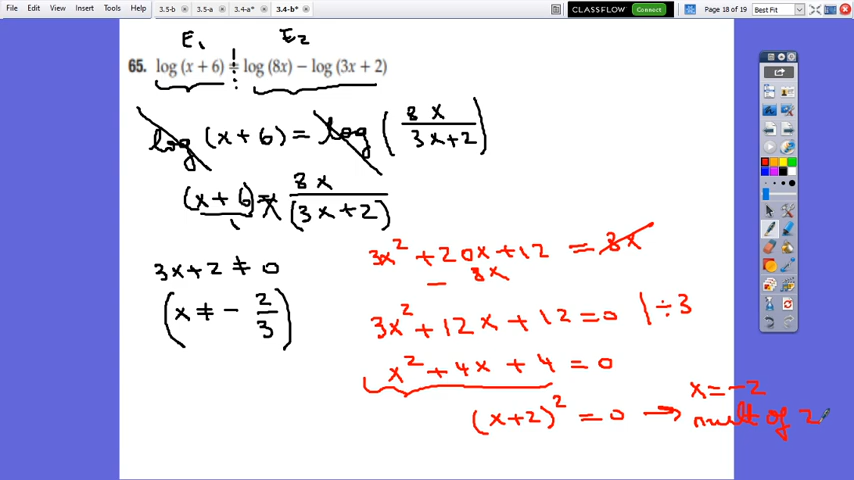 File Edit View Insert Tools Help 3.5-b 3.5-a 3.4-a* 3.4-b* CLASSFLOW Connect Page 18 of 19 Best Fit
E₁ E₂
65. log (x + 6) = log (8x) − log (3x + 2)
log (x + 6) = log (8x / 3x + 2)
(x + 6) = 8x / (3x + 2)
1
3x + 2 ≠ 0
(x ≠ − 2/3)
3x² + 20x + 12 = 8x
− 8x
3x² + 12x + 12 = 0 | ÷ 3
x² + 4x + 4 = 0
(x + 2)² = 0 → x = −2
mult of 2